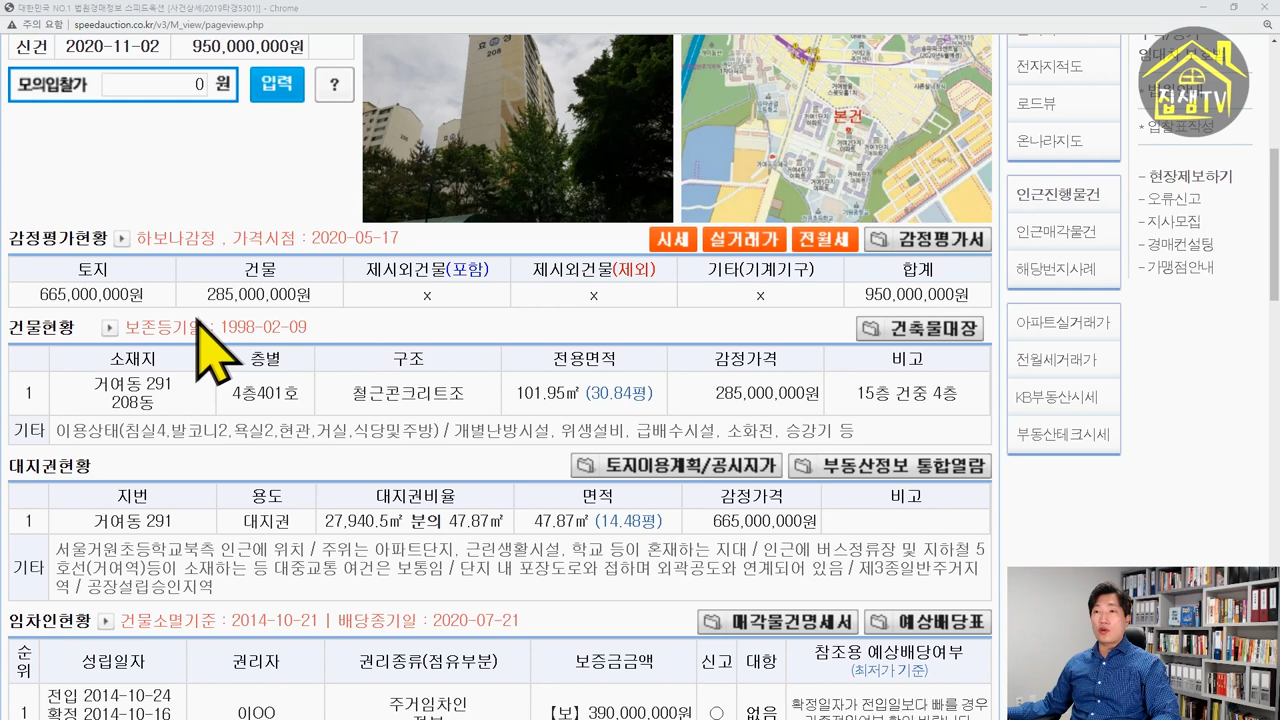 대한민국 NO.1 법원경매정보 스피드옥션 [사건상세(2019타경5301)] - Chrome
주의 요함 speedauction.co.kr/v3/M_view/pageview.php
신건 2020-11-02 950,000,000원
모의입찰가 0 원 입력 ?
효성
208
본건
전자지적도
로드뷰
온나라지도
집샘TV
* 입찰표작성
- 현장제보하기
- 오류신고
- 지사모집
- 경매컨설팅
- 가맹점안내
인근진행물건
인근매각물건
해당번지사례
아파트실거래가
전월세거래가
KB부동산시세
부동산테크시세
감정평가현황 하보나감정 , 가격시점 : 2020-05-17 시세 실거래가 전월세 감정평가서
토지 건물 제시외건물(포함) 제시외건물(제외) 기타(기계기구) 합계
665,000,000원 285,000,000원 x x x 950,000,000원
건물현황 보존등기일 : 1998-02-09 건축물대장
소재지 층별 구조 전용면적 감정가격 비고
1 거여동 291 208동 4층401호 철근콘크리트조 101.95㎡ (30.84평) 285,000,000원 15층 건중 4층
기타 이용상태(침실4,발코니2,욕실2,현관,거실,식당및주방) / 개별난방시설, 위생설비, 급배수시설, 소화전, 승강기 등
대지권현황 토지이용계획/공시지가 부동산정보 통합열람
지번 용도 대지권비율 면적 감정가격 비고
1 거여동 291 대지권 27,940.5㎡ 분의 47.87㎡ 47.87㎡ (14.48평) 665,000,000원
기타 서울거원초등학교북측 인근에 위치 / 주위는 아파트단지, 근린생활시설, 학교 등이 혼재하는 지대 / 인근에 버스정류장 및 지하철 5
호선(거여역)등이 소재하는 등 대중교통 여건은 보통임 / 단지 내 포장도로와 접하며 외곽공도와 연계되어 있음 / 제3종일반주거지
역 / 공장설립승인지역
임차인현황 건물소멸기준 : 2014-10-21 | 배당종기일 : 2020-07-21 매각물건명세서 예상배당표
순위 성립일자 권리자 권리종류(점유부분) 보증금금액 신고 대항 참조용 예상배당여부
(최저가 기준)
1 전입 2014-10-24 이OO 주거임차인 【보】 390,000,000원 ○ 없음 확정일자가 전입일보다 빠를 경우
확정 2014-10-16